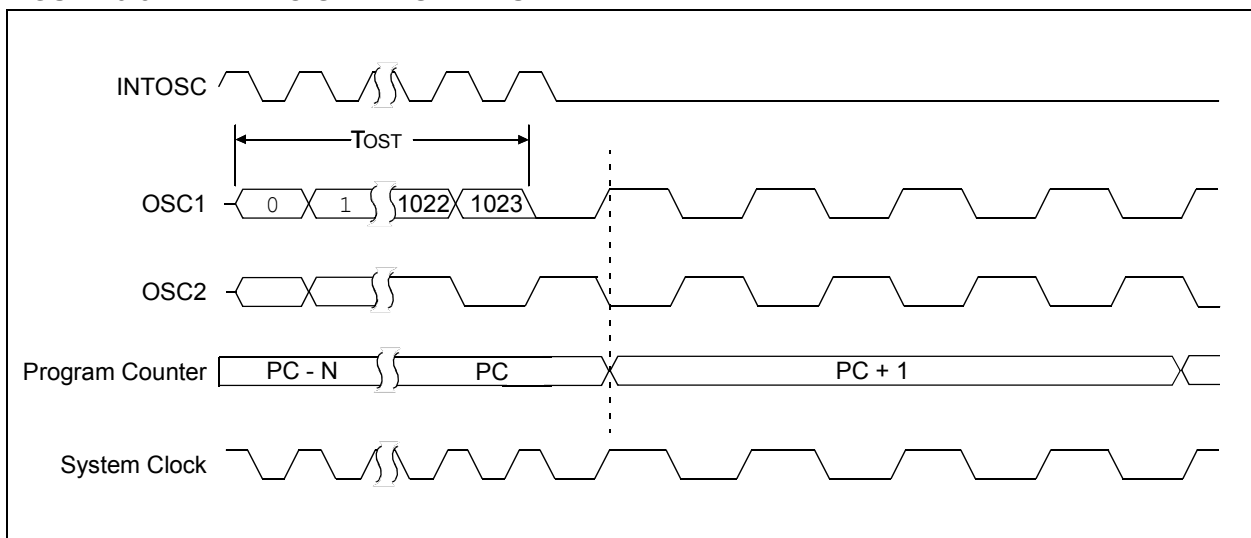 INTOSC
TOST
OSC1
0 1 1022 1023
OSC2
Program Counter
PC - N PC PC + 1
System Clock